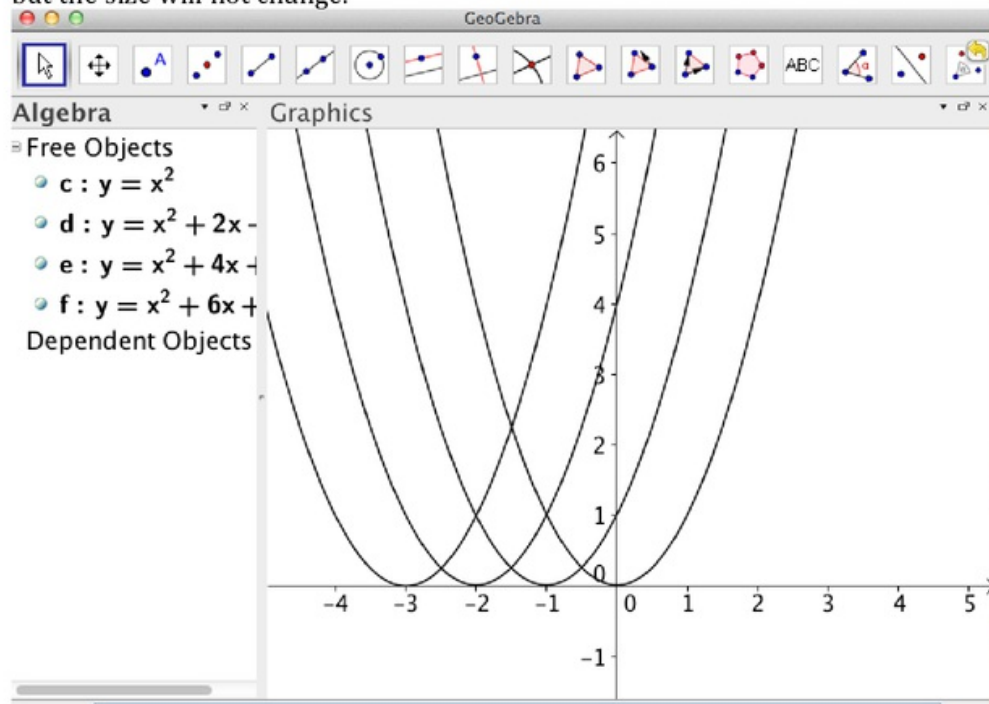 but the size will not change.
GeoGebra
ABC
Algebra
Graphics
Free Objects
c : y = x²
d : y = x² + 2x -
e : y = x² + 4x +
f : y = x² + 6x +
Dependent Objects
6
5
4
3
2
1
0
-4 -3 -2 -1 0 1 2 3 4 5
-1